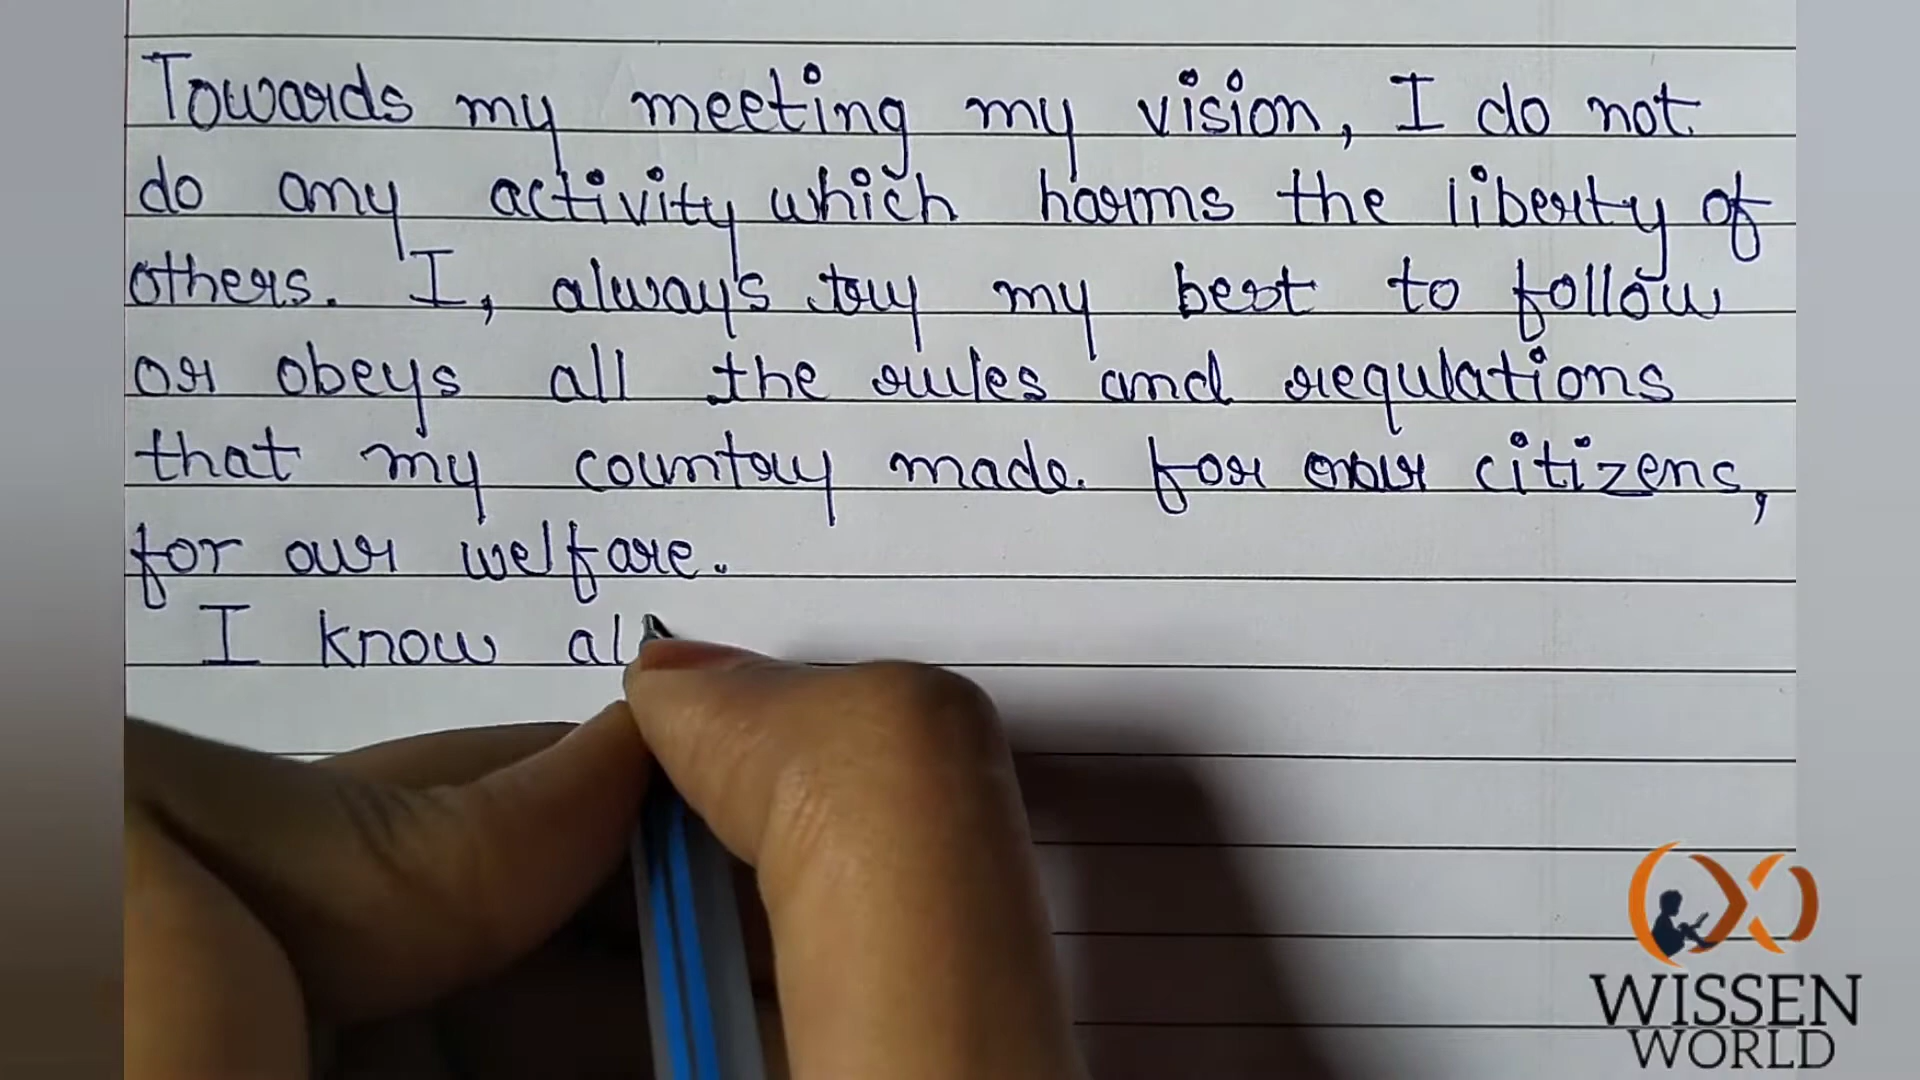 Towards my meeting my vision, I do not
do any activity which harms the liberty of
others. I, always try my best to follow
or obeys all the rules and regulations
that my country made. for our citizens,
for our welfare.
I know al
WISSEN
WORLD